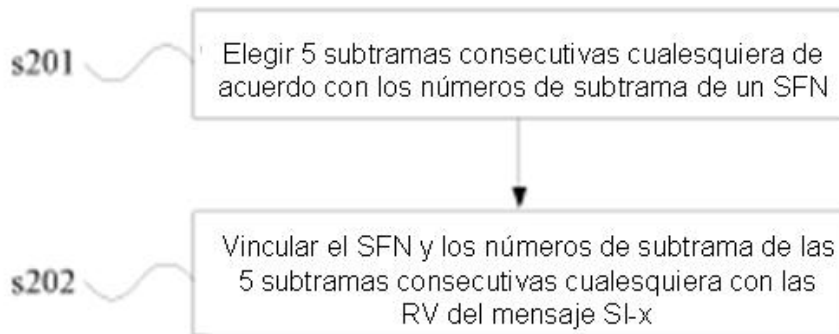 s201
Elegir 5 subtramas consecutivas cualesquiera de
acuerdo con los números de subtrama de un SFN
s202
Vincular el SFN y los números de subtrama de las
5 subtramas consecutivas cualesquiera con las
RV del mensaje SI-x